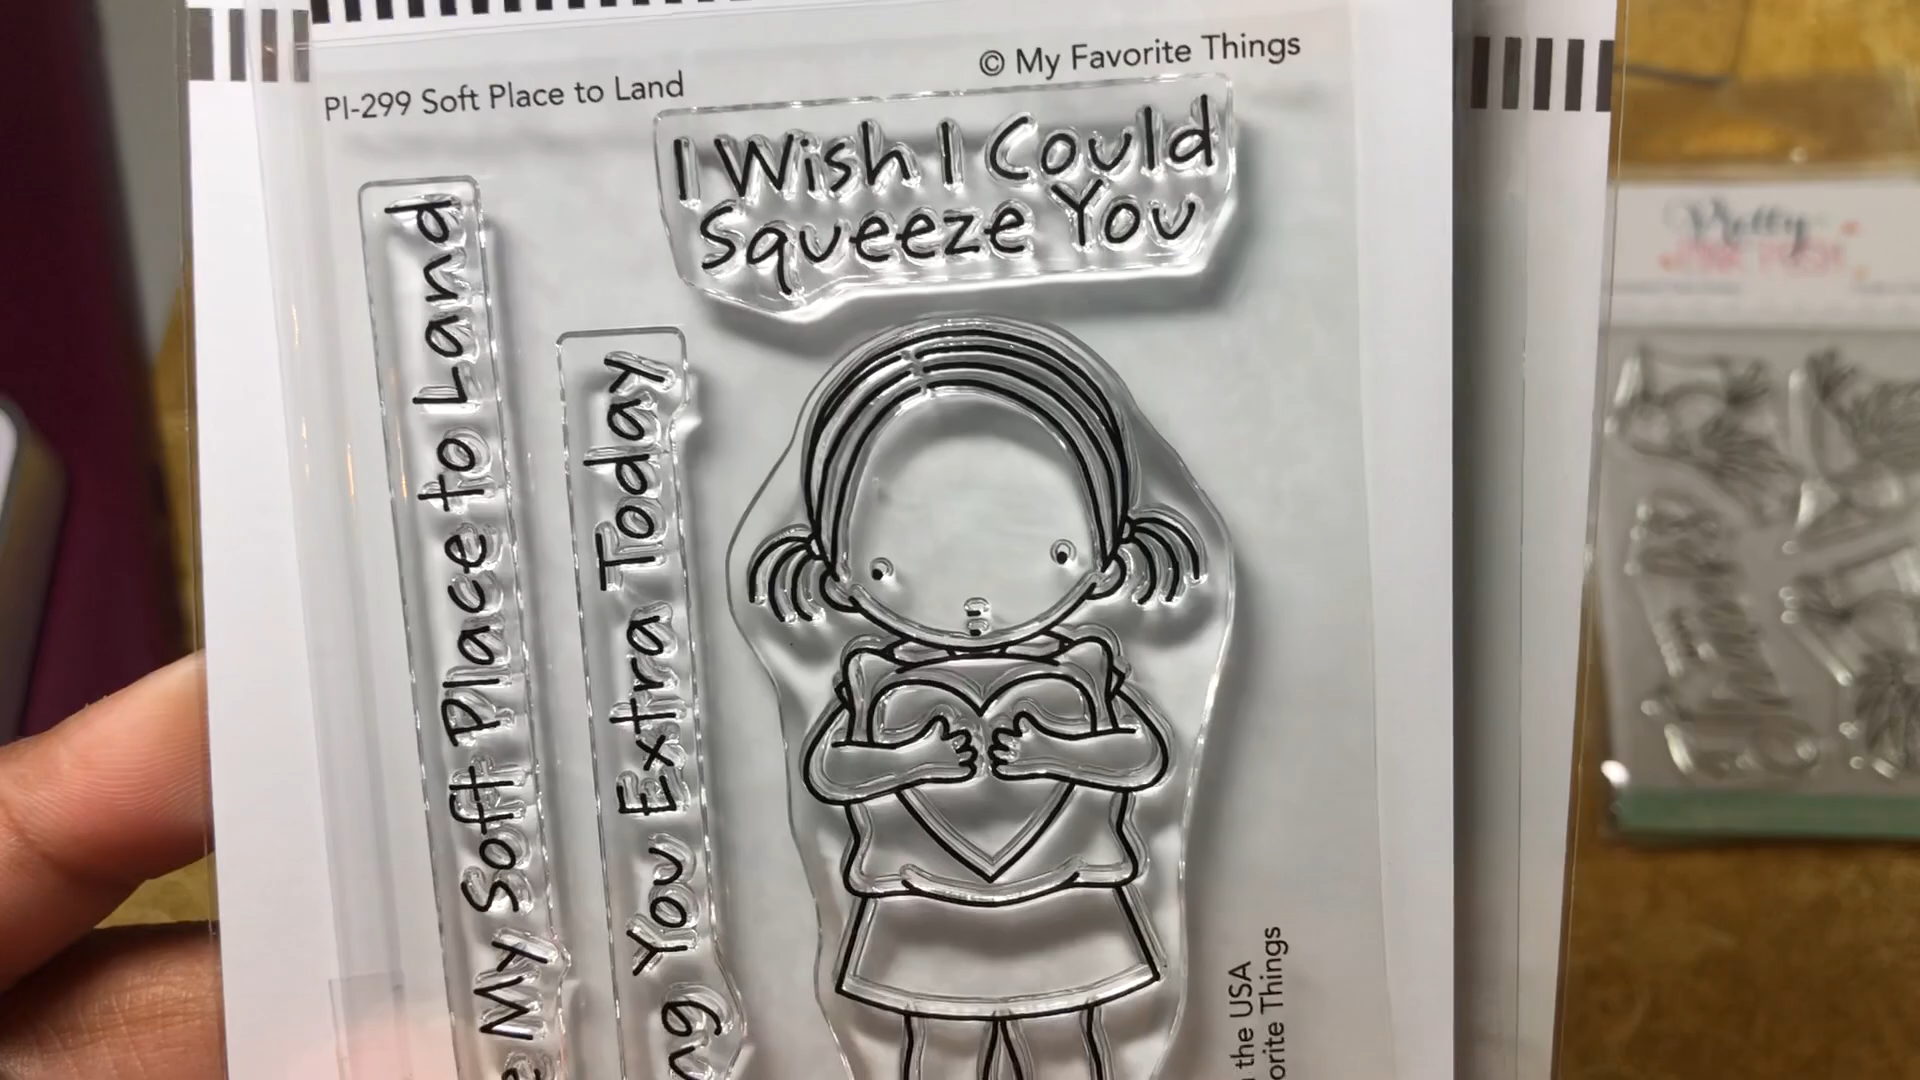 PI-299 Soft Place to Land
© My Favorite Things
I Wish I Could
Squeeze You
My Soft Place to Land
You Extra Today
the USA
Things
Pretty